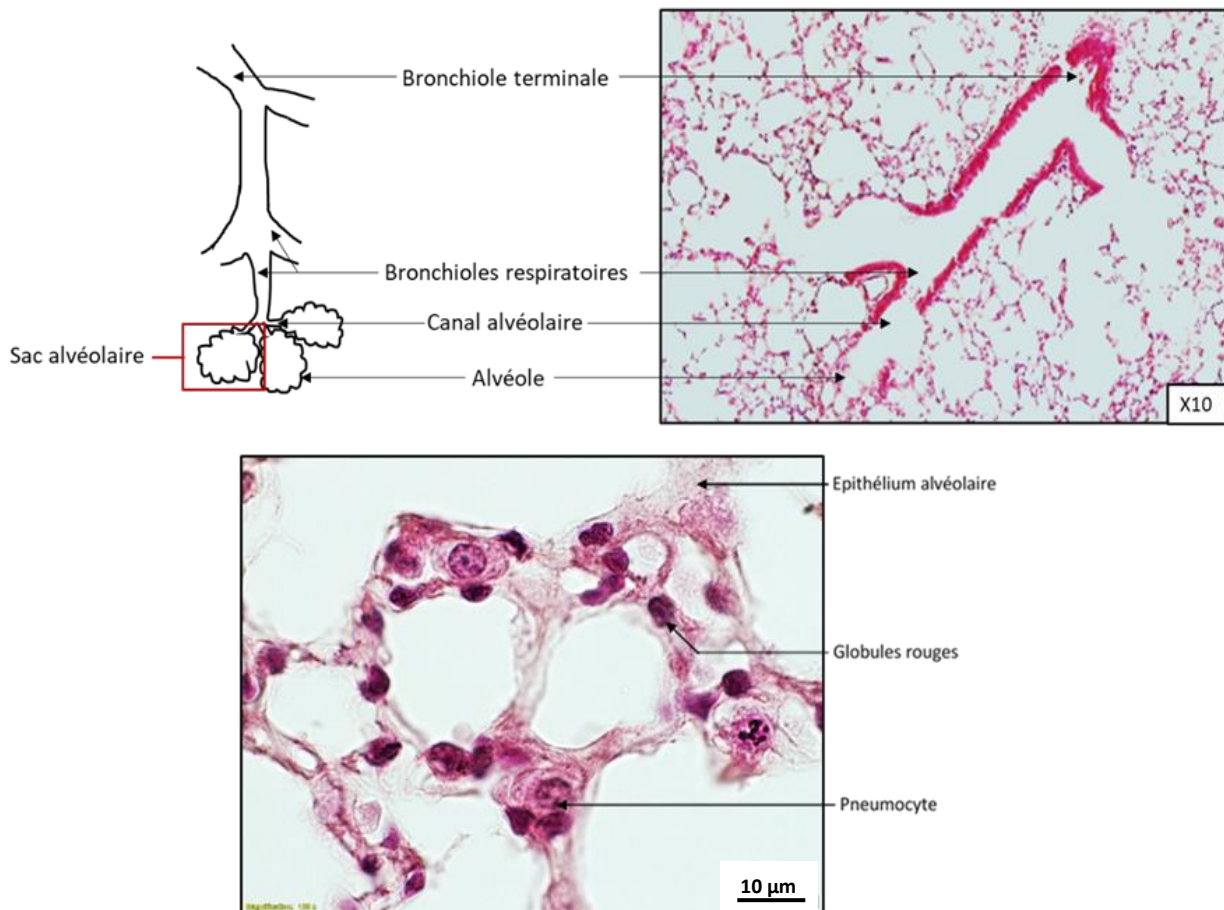 Bronchiole terminale
Bronchioles respiratoires
Canal alvéolaire
Sac alvéolaire
Alvéole
X10
Epithélium alvéolaire
Globules rouges
Pneumocyte
10 µm